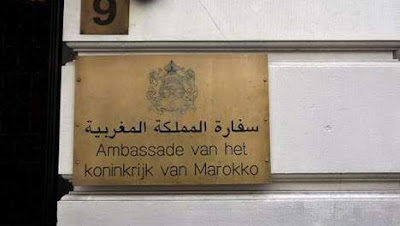 9
سفارة المملكة المغربية
Ambassade van het
koninkrijk van Marokko